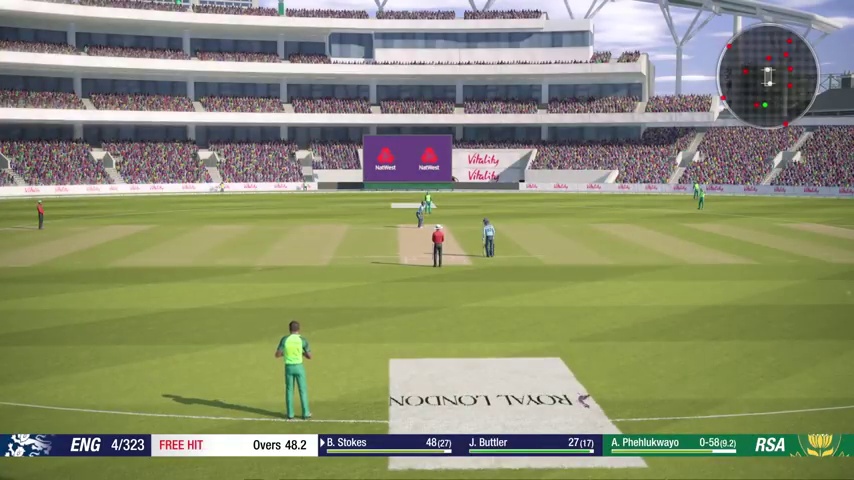 NatWest NatWest
Vitality
Vitality
ROYAL LONDON
ENG 4/323 FREE HIT Overs 48.2 B. Stokes 48(27) J. Buttler 27(17) A. Phehlukwayo 0-58(9.2) RSA